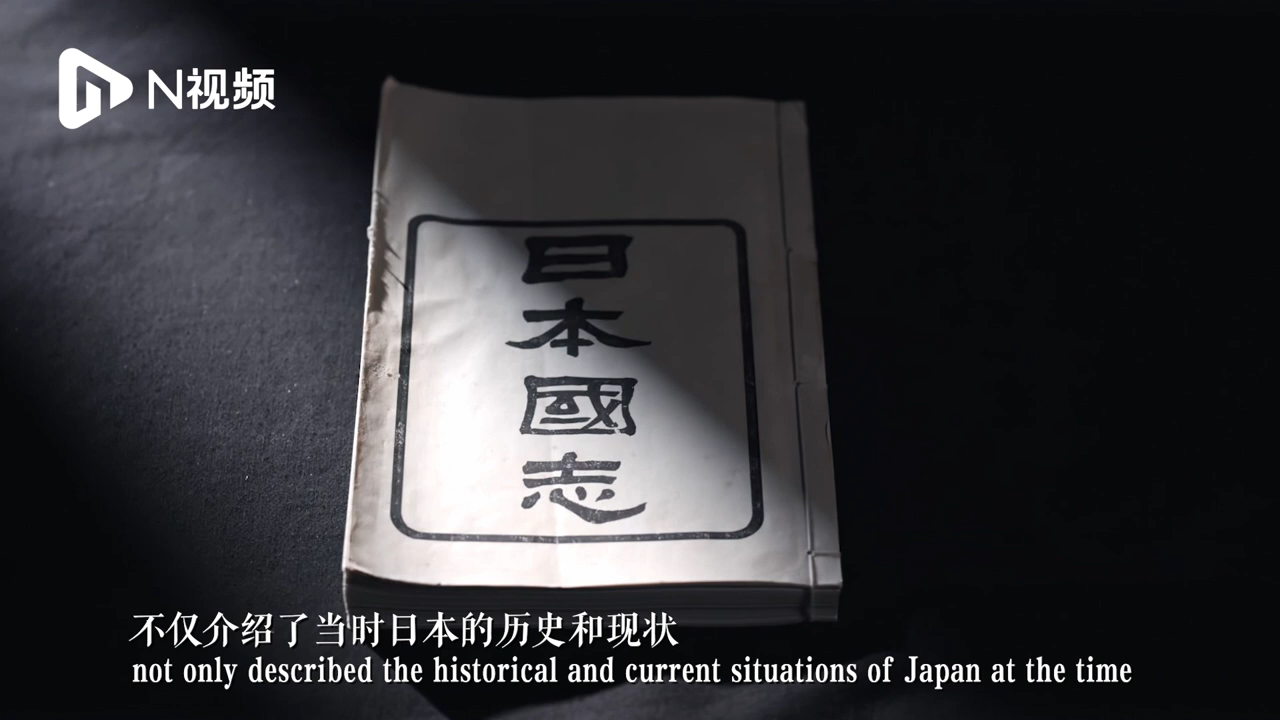 N视频
日本國志
不仅介绍了当时日本的历史和现状
not only described the historical and current situations of Japan at the time